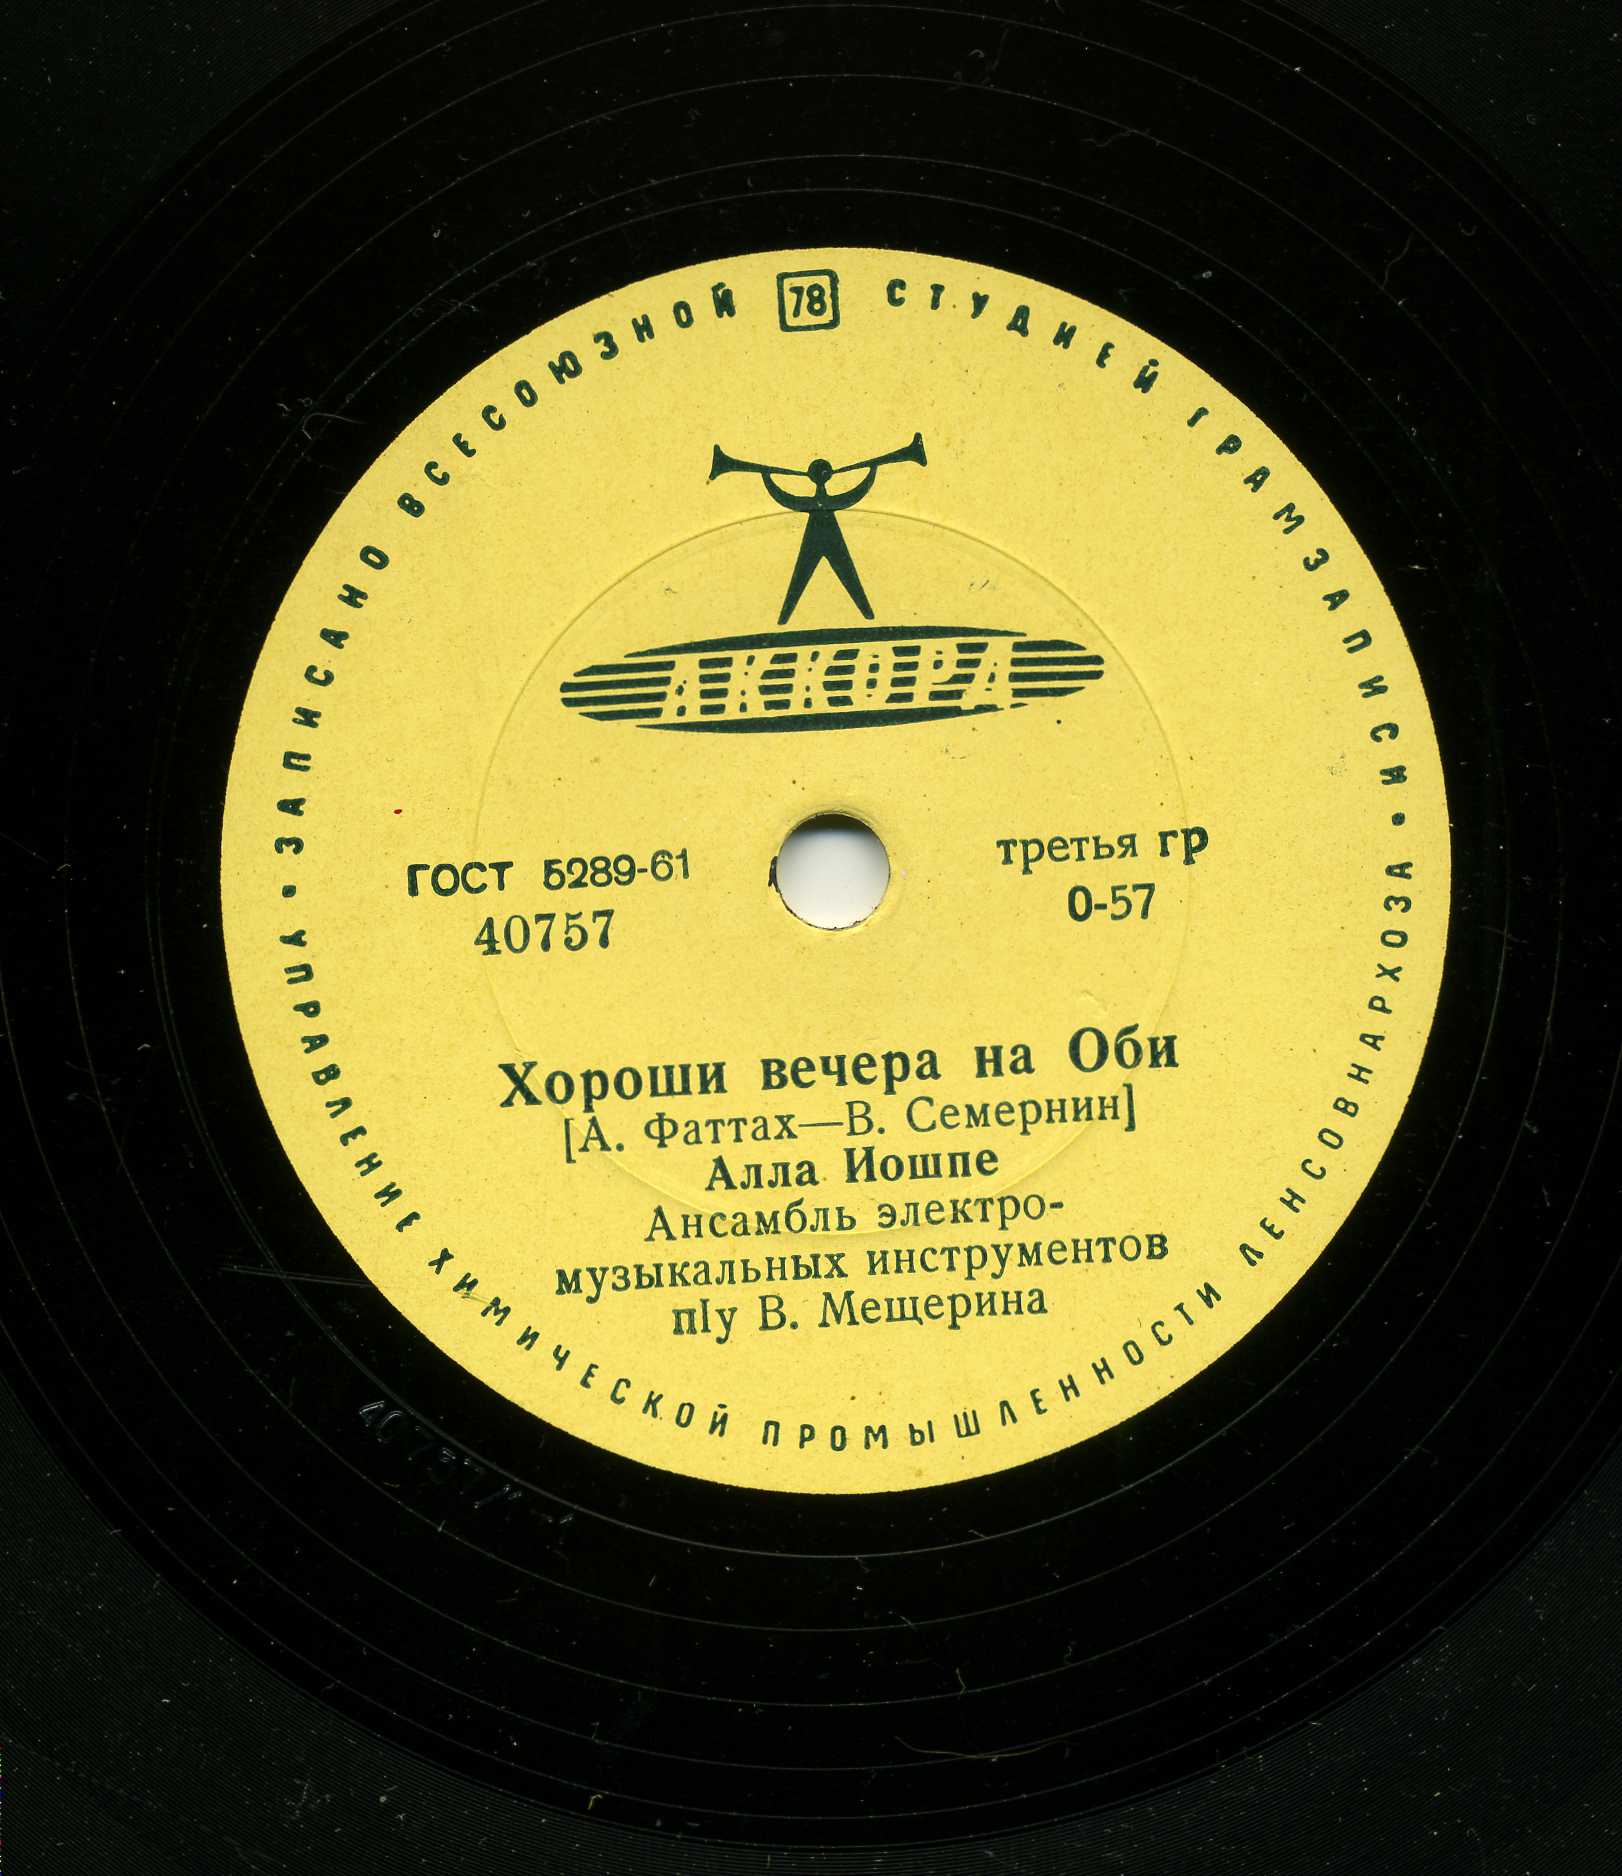 ЗАПИСАНО ВСЕСОЮЗНОЙ 78 СТУДИЕЙ ГРАМЗАПИСИ
АККОРД
ГОСТ 5289-61
40757
третья гр
0-57
Хороши вечера на Оби
[А. Фаттах—В. Семернин]
Алла Иошпе
Ансамбль электро-
музыкальных инструментов
п/у В. Мещерина
УПРАВЛЕНИЕ ХИМИЧЕСКОЙ ПРОМЫШЛЕННОСТИ ЛЕНСОВНАРХОЗА